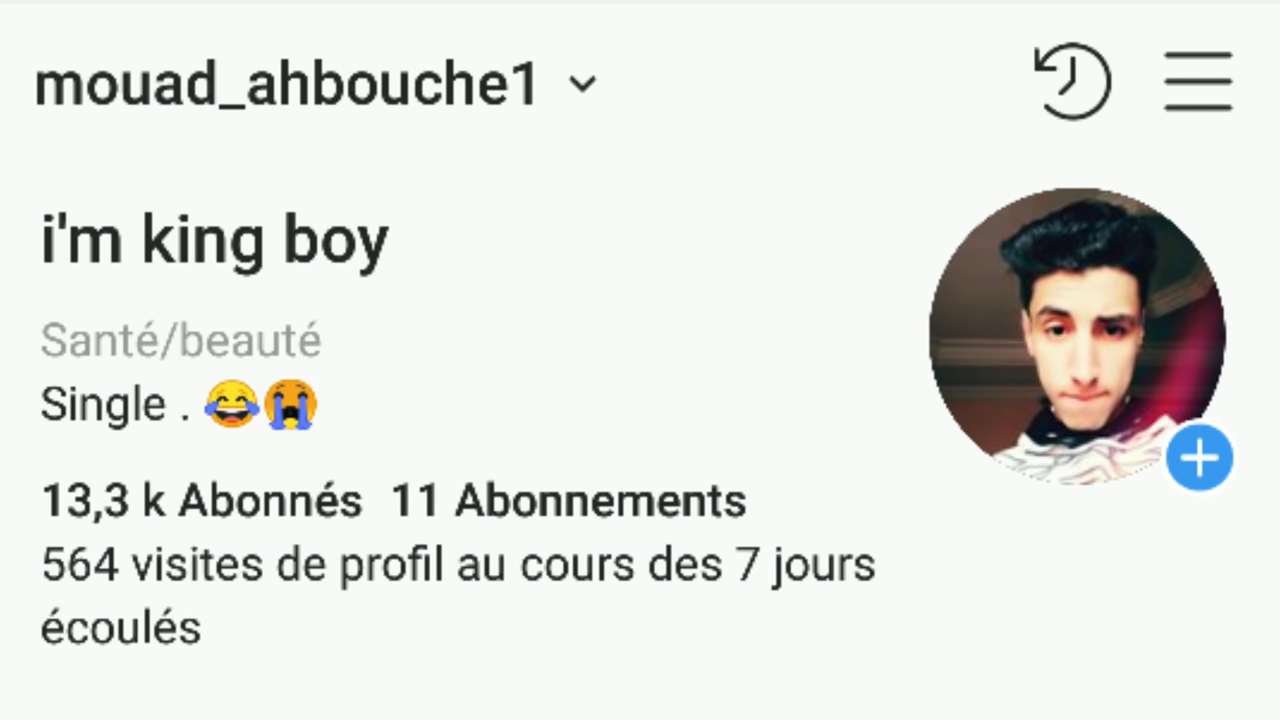 mouad_ahbouche1
i'm king boy
Santé/beauté
Single . 😂😭
13,3 k Abonnés 11 Abonnements
564 visites de profil au cours des 7 jours
écoulés